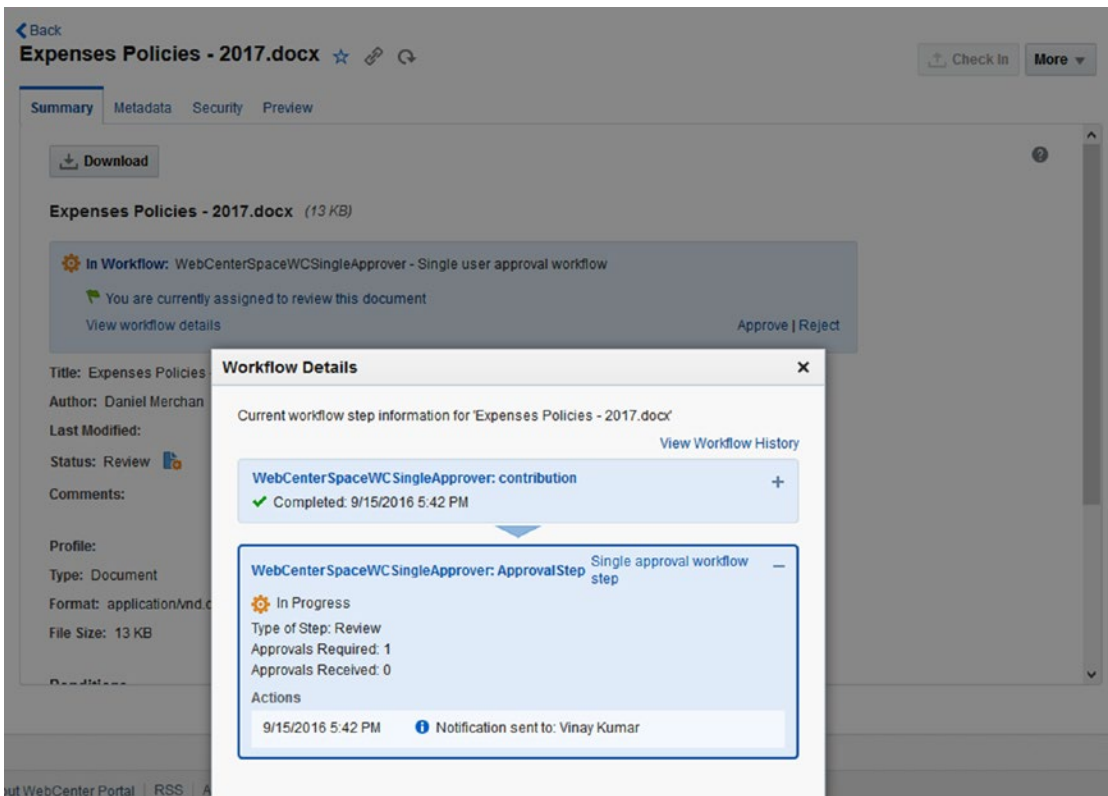 Back
Expenses Policies - 2017.docx
Check In More
Summary Metadata Security Preview
Download
Expenses Policies - 2017.docx (13 KB)
In Workflow: WebCenterSpaceWCSingleApprover - Single user approval workflow
You are currently assigned to review this document
View workflow details Approve | Reject
Title: Expenses Policies
Author: Daniel Merchan
Last Modified:
Status: Review
Comments:
Profile:
Type: Document
Format: application/vnd.
File Size: 13 KB
Workflow Details
Current workflow step information for 'Expenses Policies - 2017.docx'
View Workflow History
WebCenterSpaceWCSingleApprover: contribution
Completed: 9/15/2016 5:42 PM
WebCenterSpaceWCSingleApprover: ApprovalStep Single approval workflow
step
In Progress
Type of Step: Review
Approvals Required: 1
Approvals Received: 0
Actions
9/15/2016 5:42 PM Notification sent to: Vinay Kumar
out WebCenter Portal | RSS | A